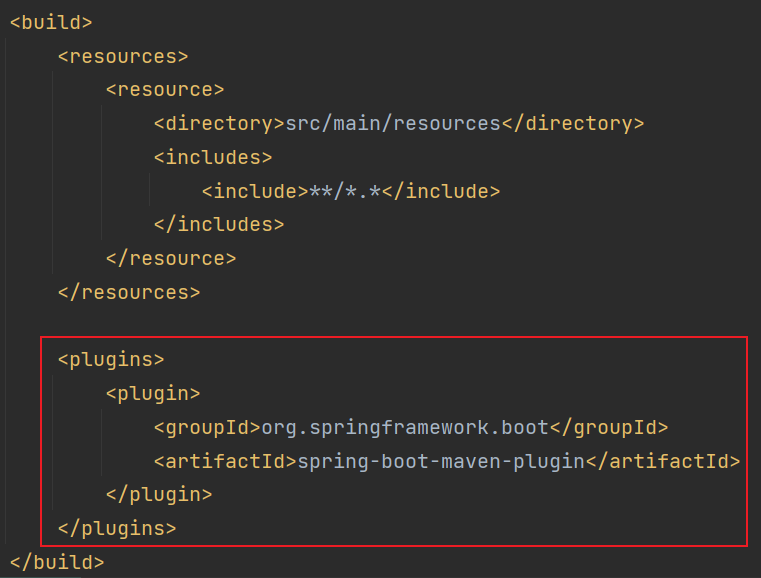 <build>
<resources>
<resource>
<directory>src/main/resources</directory>
<includes>
<include>**/*.*</include>
</includes>
</resource>
</resources>
<plugins>
<plugin>
<groupId>org.springframework.boot</groupId>
<artifactId>spring-boot-maven-plugin</artifactId>
</plugin>
</plugins>
</build>